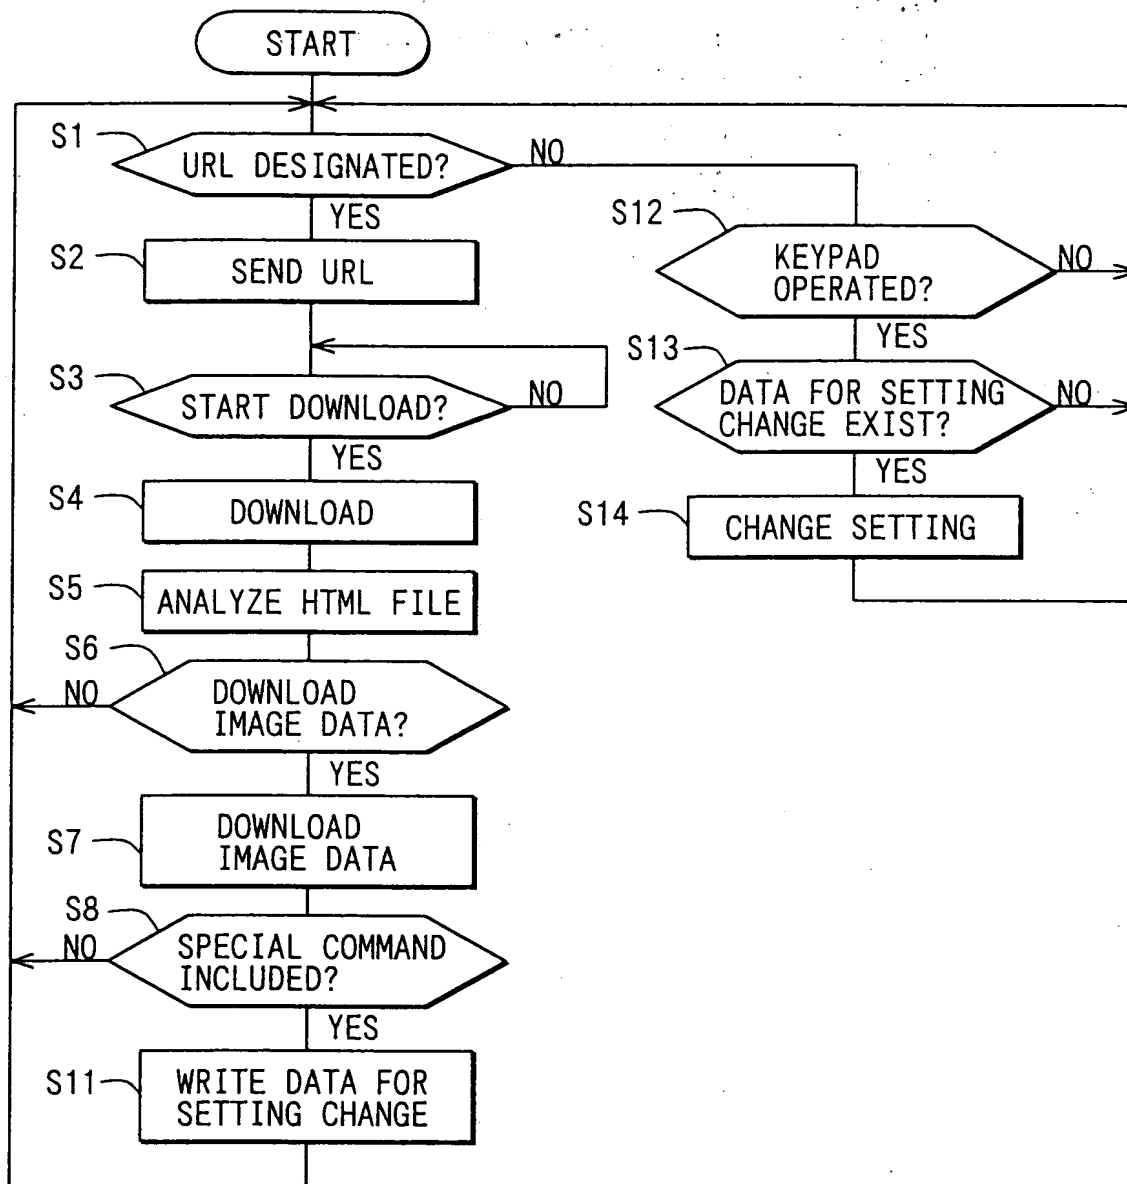 START
S1
URL DESIGNATED?
NO
YES
S2
SEND URL
S3
START DOWNLOAD?
NO
YES
S4
DOWNLOAD
S5
ANALYZE HTML FILE
S6
NO
DOWNLOAD
IMAGE DATA?
YES
S7
DOWNLOAD
IMAGE DATA
S8
NO
SPECIAL COMMAND
INCLUDED?
YES
S11
WRITE DATA FOR
SETTING CHANGE
S12
KEYPAD
OPERATED?
NO
YES
S13
DATA FOR SETTING
CHANGE EXIST?
NO
YES
S14
CHANGE SETTING